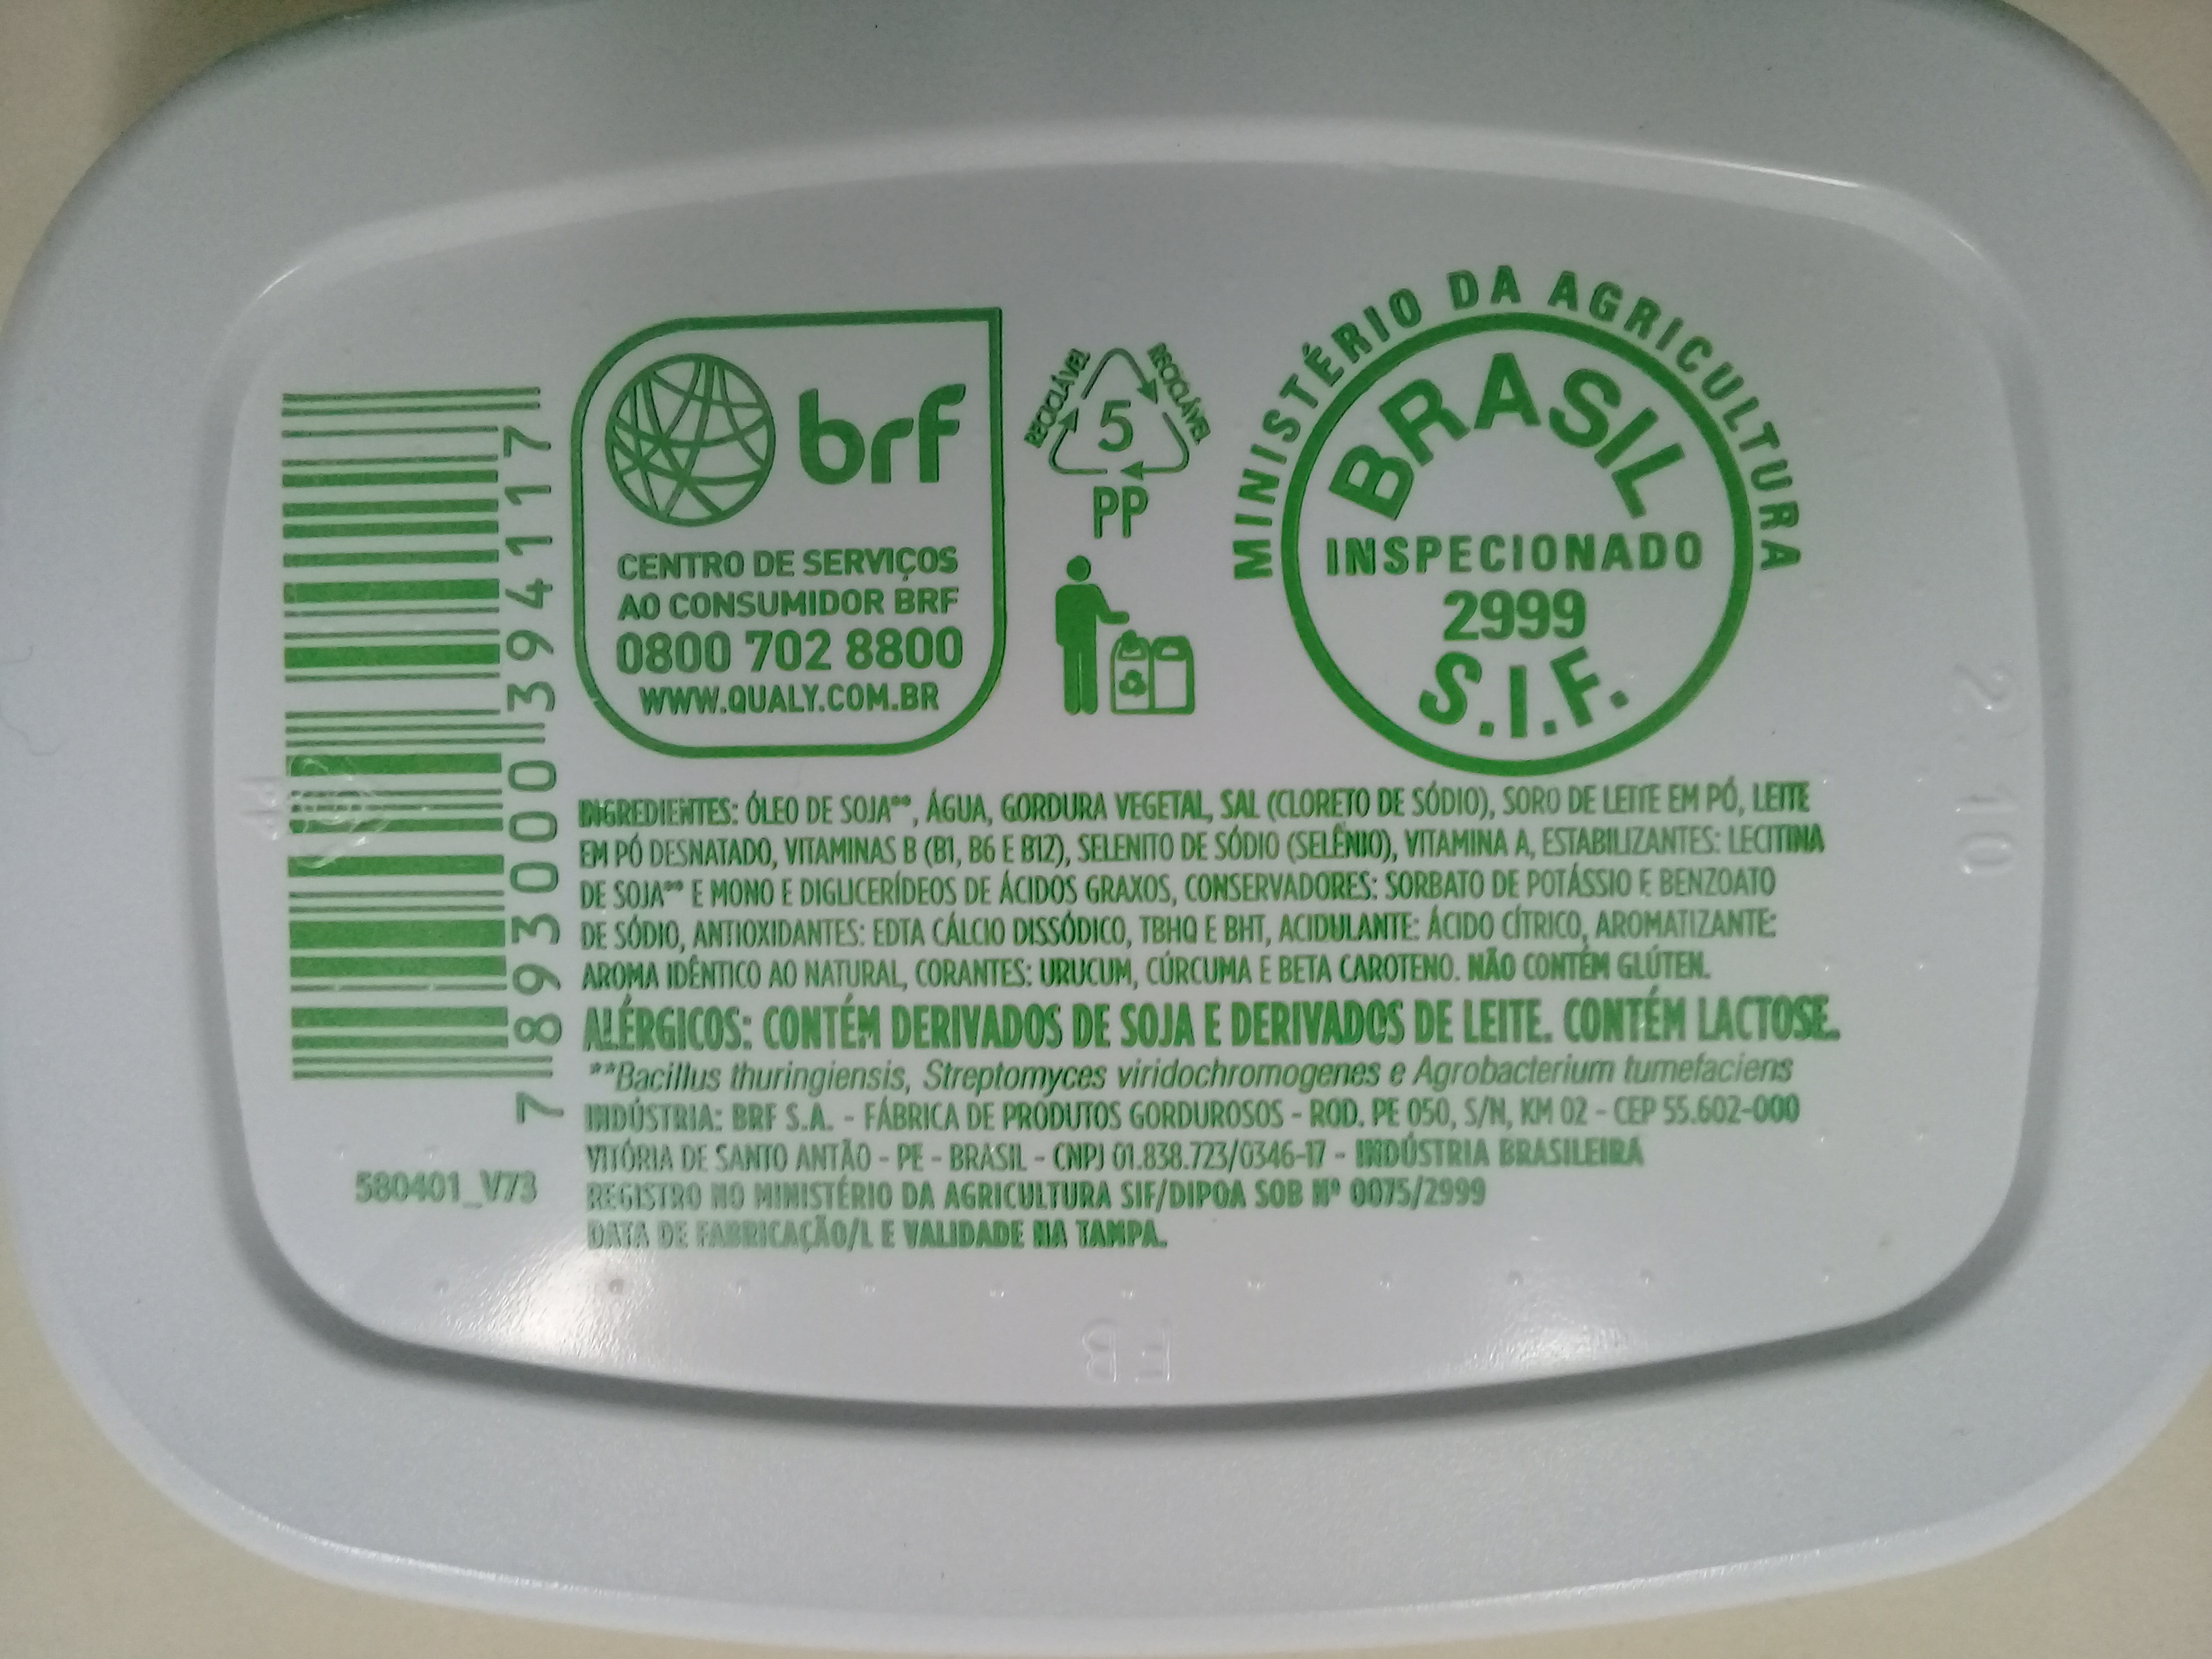 brf
CENTRO DE SERVIÇOS
AO CONSUMIDOR BRF
0800 702 8800
WWW.QUALY.COM.BR
RECICLÁVEL
RECICLÁVEL
RECICLÁVEL
5
PP
MINISTÉRIO DA AGRICULTURA
BRASIL
INSPECIONADO
2999
S.I.F.
7 893000 394117
5804401_V73
INGREDIENTES: ÓLEO DE SOJA**, ÁGUA, GORDURA VEGETAL, SAL (CLORETO DE SÓDIO), SORO DE LEITE EM PÓ, LEITE
EM PÓ DESNATADO, VITAMINAS B (B1, B6 E B12), SELENITO DE SÓDIO (SELÊNIO), VITAMINA A, ESTABILIZANTES: LECITINA
DE SOJA** E MONO E DIGLICERÍDEOS DE ÁCIDOS GRAXOS, CONSERVADORES: SORBATO DE POTÁSSIO E BENZOATO
DE SÓDIO, ANTIOXIDANTES: EDTA CÁLCIO DISSÓDICO, TBHQ E BHT, ACIDULANTE: ÁCIDO CÍTRICO, AROMATIZANTE:
AROMA IDÊNTICO AO NATURAL, CORANTES: URUCUM, CÚRCUMA E BETA CAROTENO. NÃO CONTÉM GLÚTEN.
ALÉRGICOS: CONTÉM DERIVADOS DE SOJA E DERIVADOS DE LEITE. CONTÉM LACTOSE.
**Bacillus thuringiensis, Streptomyces viridochromogenes e Agrobacterium tumefaciens
INDÚSTRIA: BRF S.A. - FÁBRICA DE PRODUTOS GORDUROSOS - ROD. PE 050, S/N, KM 02 - CEP 55.602-000
VITÓRIA DE SANTO ANTÃO - PE - BRASIL - CNPJ 01.838.723/0346-17 - INDÚSTRIA BRASILEIRA
REGISTRO NO MINISTÉRIO DA AGRICULTURA SIF/DIPOA SOB Nº 0075/2999
DATA DE FABRICAÇÃO/L E VALIDADE NA TAMPA.
FB
2.10
PP